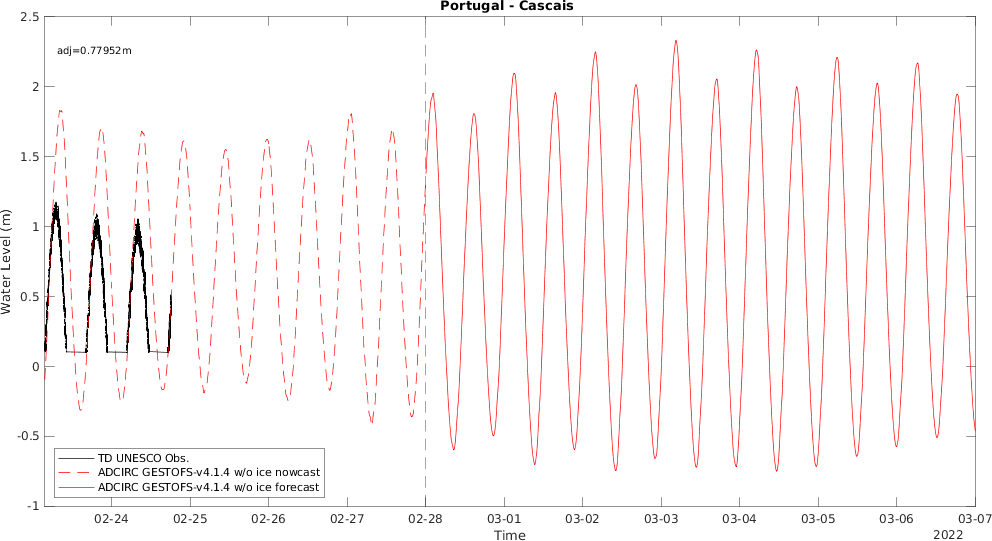 Portugal - Cascais
adj=0.77952m
2.5
2
1.5
1
0.5
0
-0.5
-1
Water Level (m)
TD UNESCO Obs.
ADCIRC GESTOFS-v4.1.4 w/o ice nowcast
ADCIRC GESTOFS-v4.1.4 w/o ice forecast
02-24 02-25 02-26 02-27 02-28 03-01 03-02 03-03 03-04 03-05 03-06 03-07
Time
2022